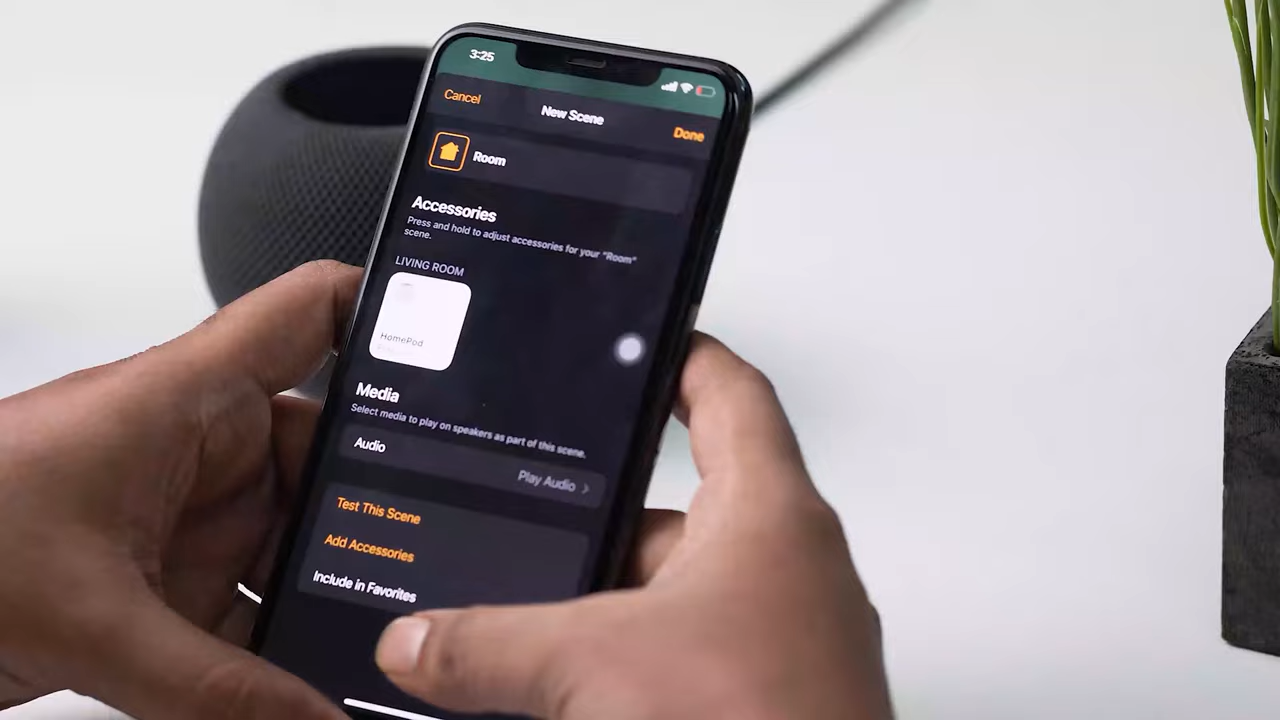 3:25
Cancel
New Scene
Done
Room
Accessories
Press and hold to adjust accessories for your "Room"
scene.
LIVING ROOM
HomePod
Media
Select media to play on speakers as part of this scene.
Audio
Play Audio
Test This Scene
Add Accessories
Include in Favorites